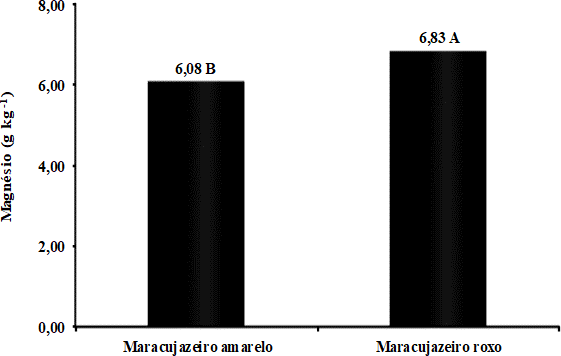 8,00
6,00
4,00
2,00
0,00
Magnésio (g kg-1)
6,08 B
6,83 A
Maracujazeiro amarelo
Maracujazeiro roxo